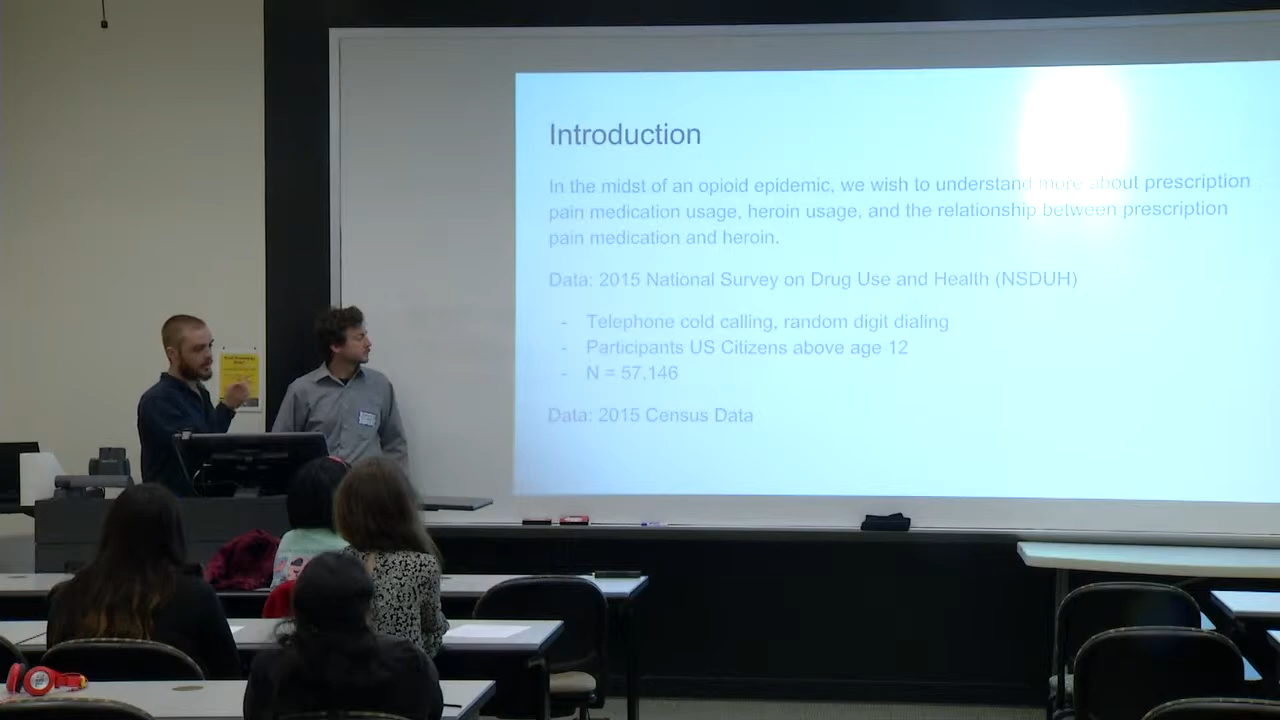 Introduction
In the midst of an opioid epidemic, we wish to understand more about prescription
pain medication usage, heroin usage, and the relationship between prescription
pain medication and heroin.
Data: 2015 National Survey on Drug Use and Health (NSDUH)
- Telephone cold calling, random digit dialing
- Participants US Citizens above age 12
- N = 57,146
Data: 2015 Census Data